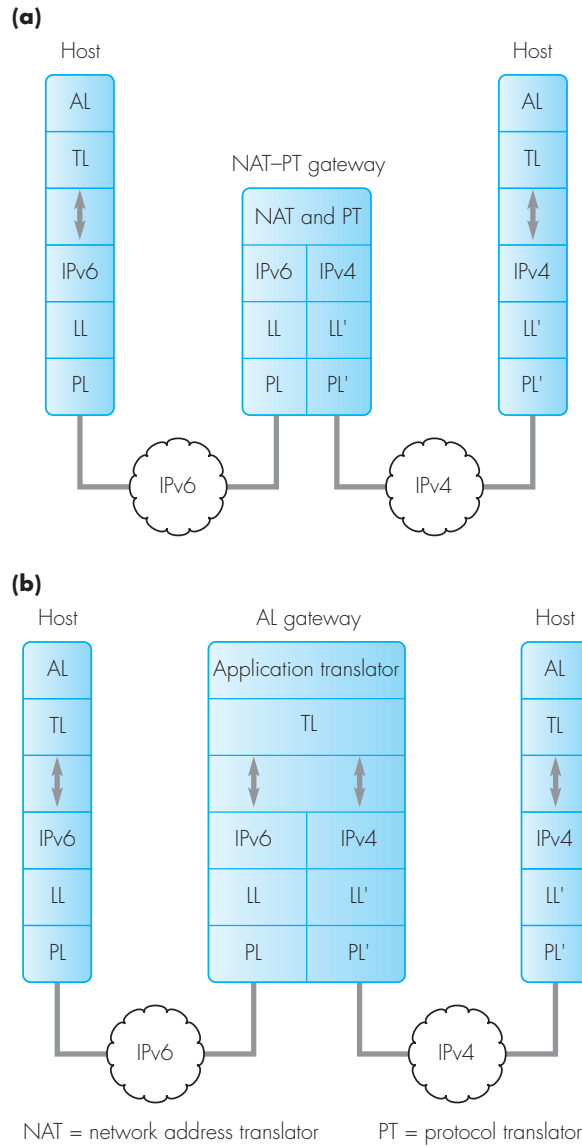 (a)
Host
AL
TL
IPv6
LL
PL
NAT–PT gateway
NAT and PT
IPv6 IPv4
LL LL'
PL PL'
Host
AL
TL
IPv4
LL'
PL'
IPv6
IPv4
(b)
Host
AL
TL
IPv6
LL
PL
AL gateway
Application translator
TL
IPv6 IPv4
LL LL'
PL PL'
Host
AL
TL
IPv4
LL'
PL'
IPv6
IPv4
NAT = network address translator PT = protocol translator